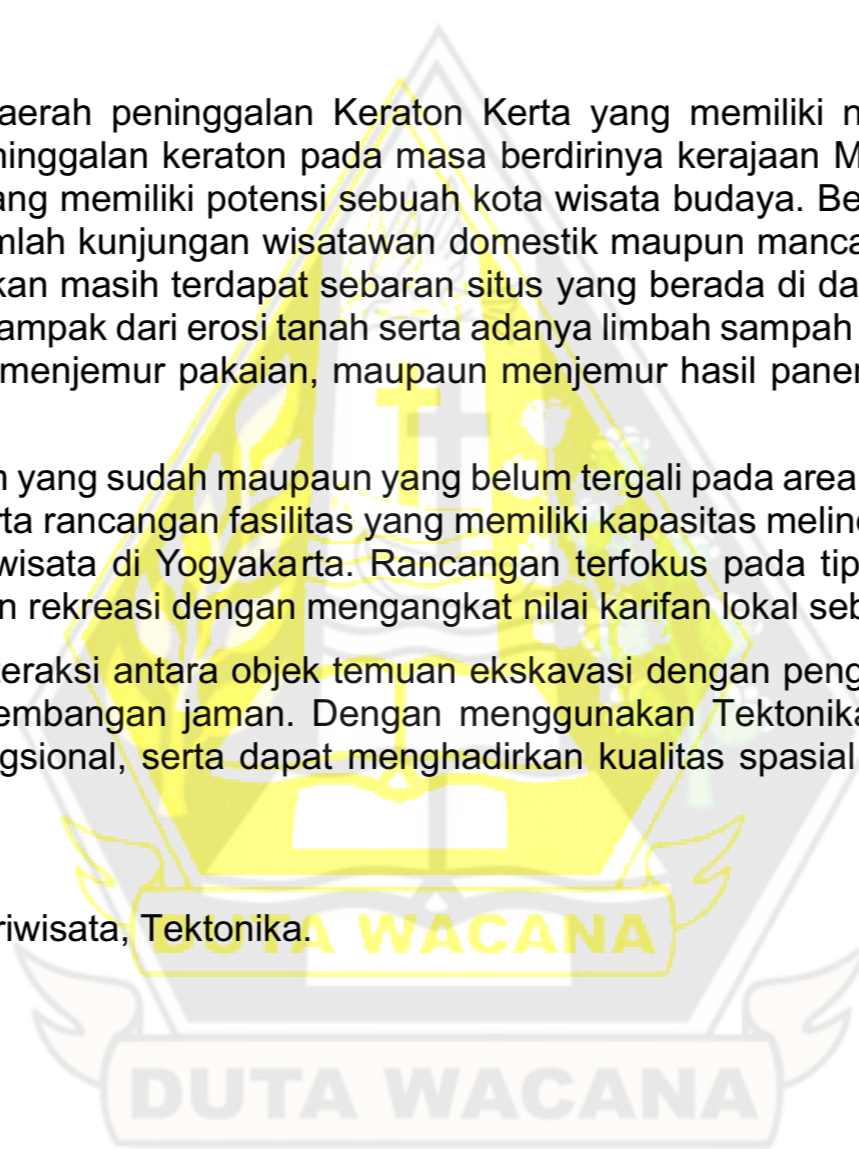 aerah peninggalan Keraton Kerta yang memiliki n
ninggalan keraton pada masa berdirinya kerajaan M
ang memiliki potensi sebuah kota wisata budaya. Be
mlah kunjungan wisatawan domestik maupun manca
kan masih terdapat sebaran situs yang berada di da
ampak dari erosi tanah serta adanya limbah sampah
menjemur pakaian, maupaun menjemur hasil panen
n yang sudah maupaun yang belum tergali pada area
rta rancangan fasilitas yang memiliki kapasitas melind
wisata di Yogyakarta. Rancangan terfokus pada tip
n rekreasi dengan mengangkat nilai karifan lokal seb
teraksi antara objek temuan ekskavasi dengan peng
embangan jaman. Dengan menggunakan Tektonika
ngsional, serta dapat menghadirkan kualitas spasial
riwisata, Tektonika.
DUTA WACANA
DUTA WACANA